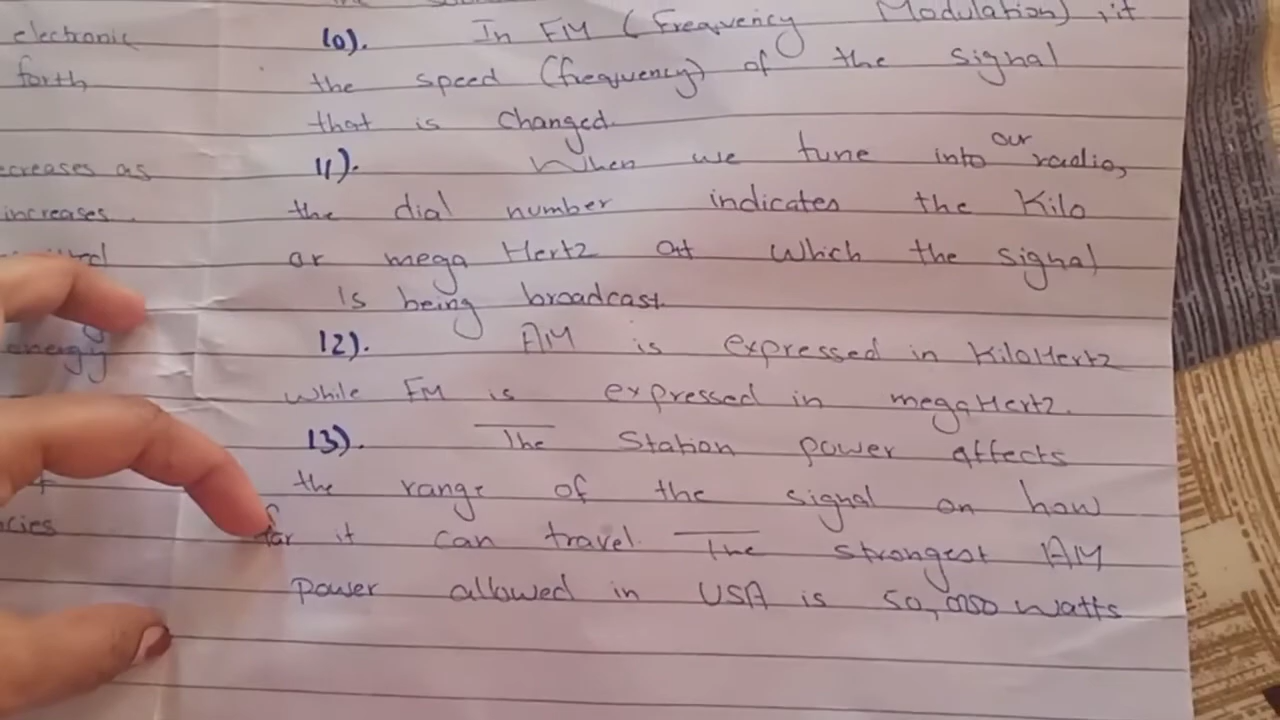 electronic
forth
ecreases as
increases.
energy
cies
10). In FM (Frequency Modulation), it
the speed (frequency) of the signal
that is changed.
11). When we tune into our radio,
the dial number indicates the Kilo
or mega Hertz at which the signal
is being broadcast.
12). AM is expressed in KiloHertz
while FM is expressed in megaHertz.
13). The Station power affects
the range of the signal on how
far it can travel. The strongest AM
power allowed in USA is 50,000 watts